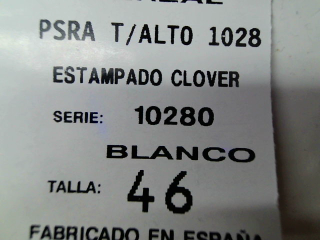 PSRA T/ALTO 1028
ESTAMPADO CLOVER
SERIE: 10280
BLANCO
TALLA: 46
FABRICADO EN ESPAÑA